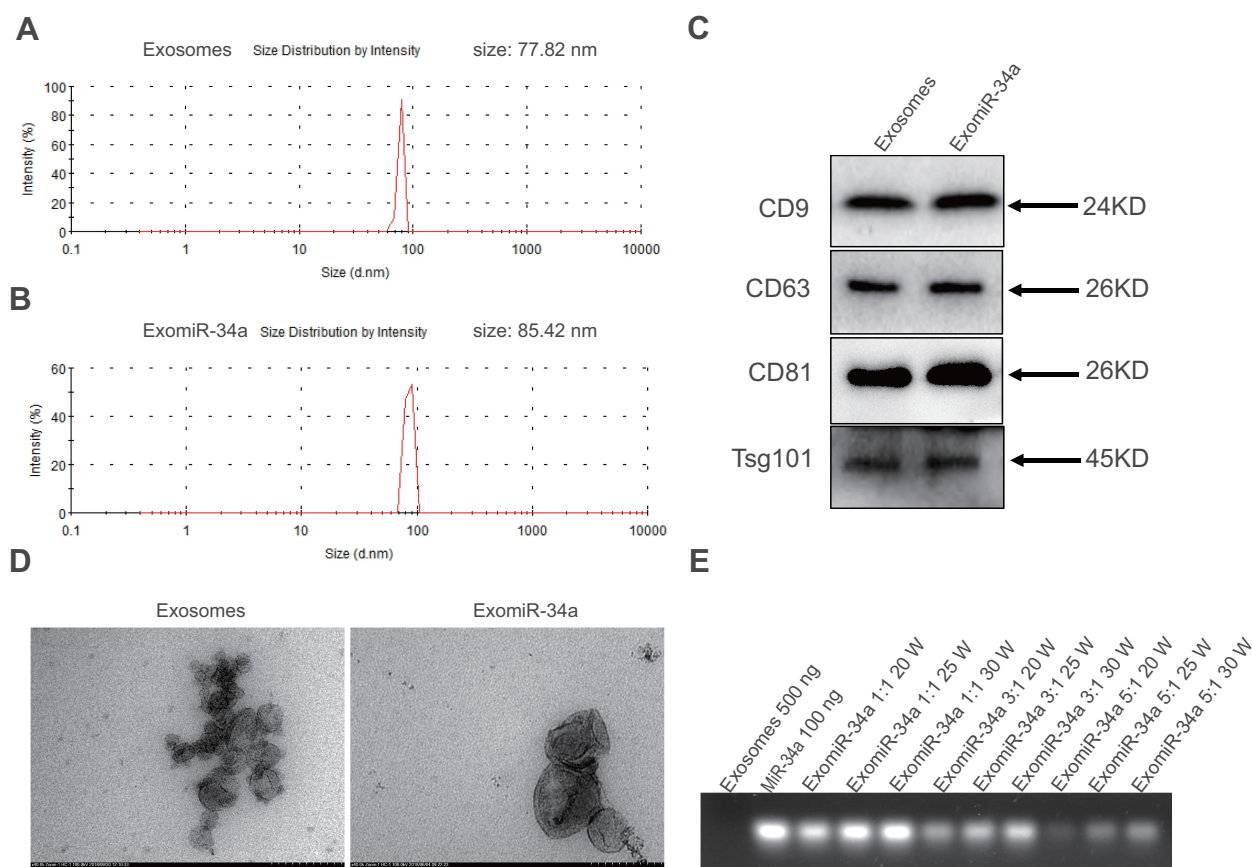 A
Exosomes Size Distribution by Intensity size: 77.82 nm
100
80
60
40
20
0
Intensity (%)
0.1 1 10 100 1000 10000
Size (d.nm)
B
ExomiR-34a Size Distribution by Intensity size: 85.42 nm
60
40
20
0
Intensity (%)
0.1 1 10 100 1000 10000
Size (d.nm)
C
Exosomes
ExomiR-34a
CD9 24KD
CD63 26KD
CD81 26KD
Tsg101 45KD
D
Exosomes
ExomiR-34a
E
Exosomes 500 ng
MiR-34a 100 ng
ExomiR-34a 1:1 20 W
ExomiR-34a 1:1 25 W
ExomiR-34a 1:1 30 W
ExomiR-34a 3:1 20 W
ExomiR-34a 3:1 25 W
ExomiR-34a 3:1 30 W
ExomiR-34a 5:1 20 W
ExomiR-34a 5:1 25 W
ExomiR-34a 5:1 30 W